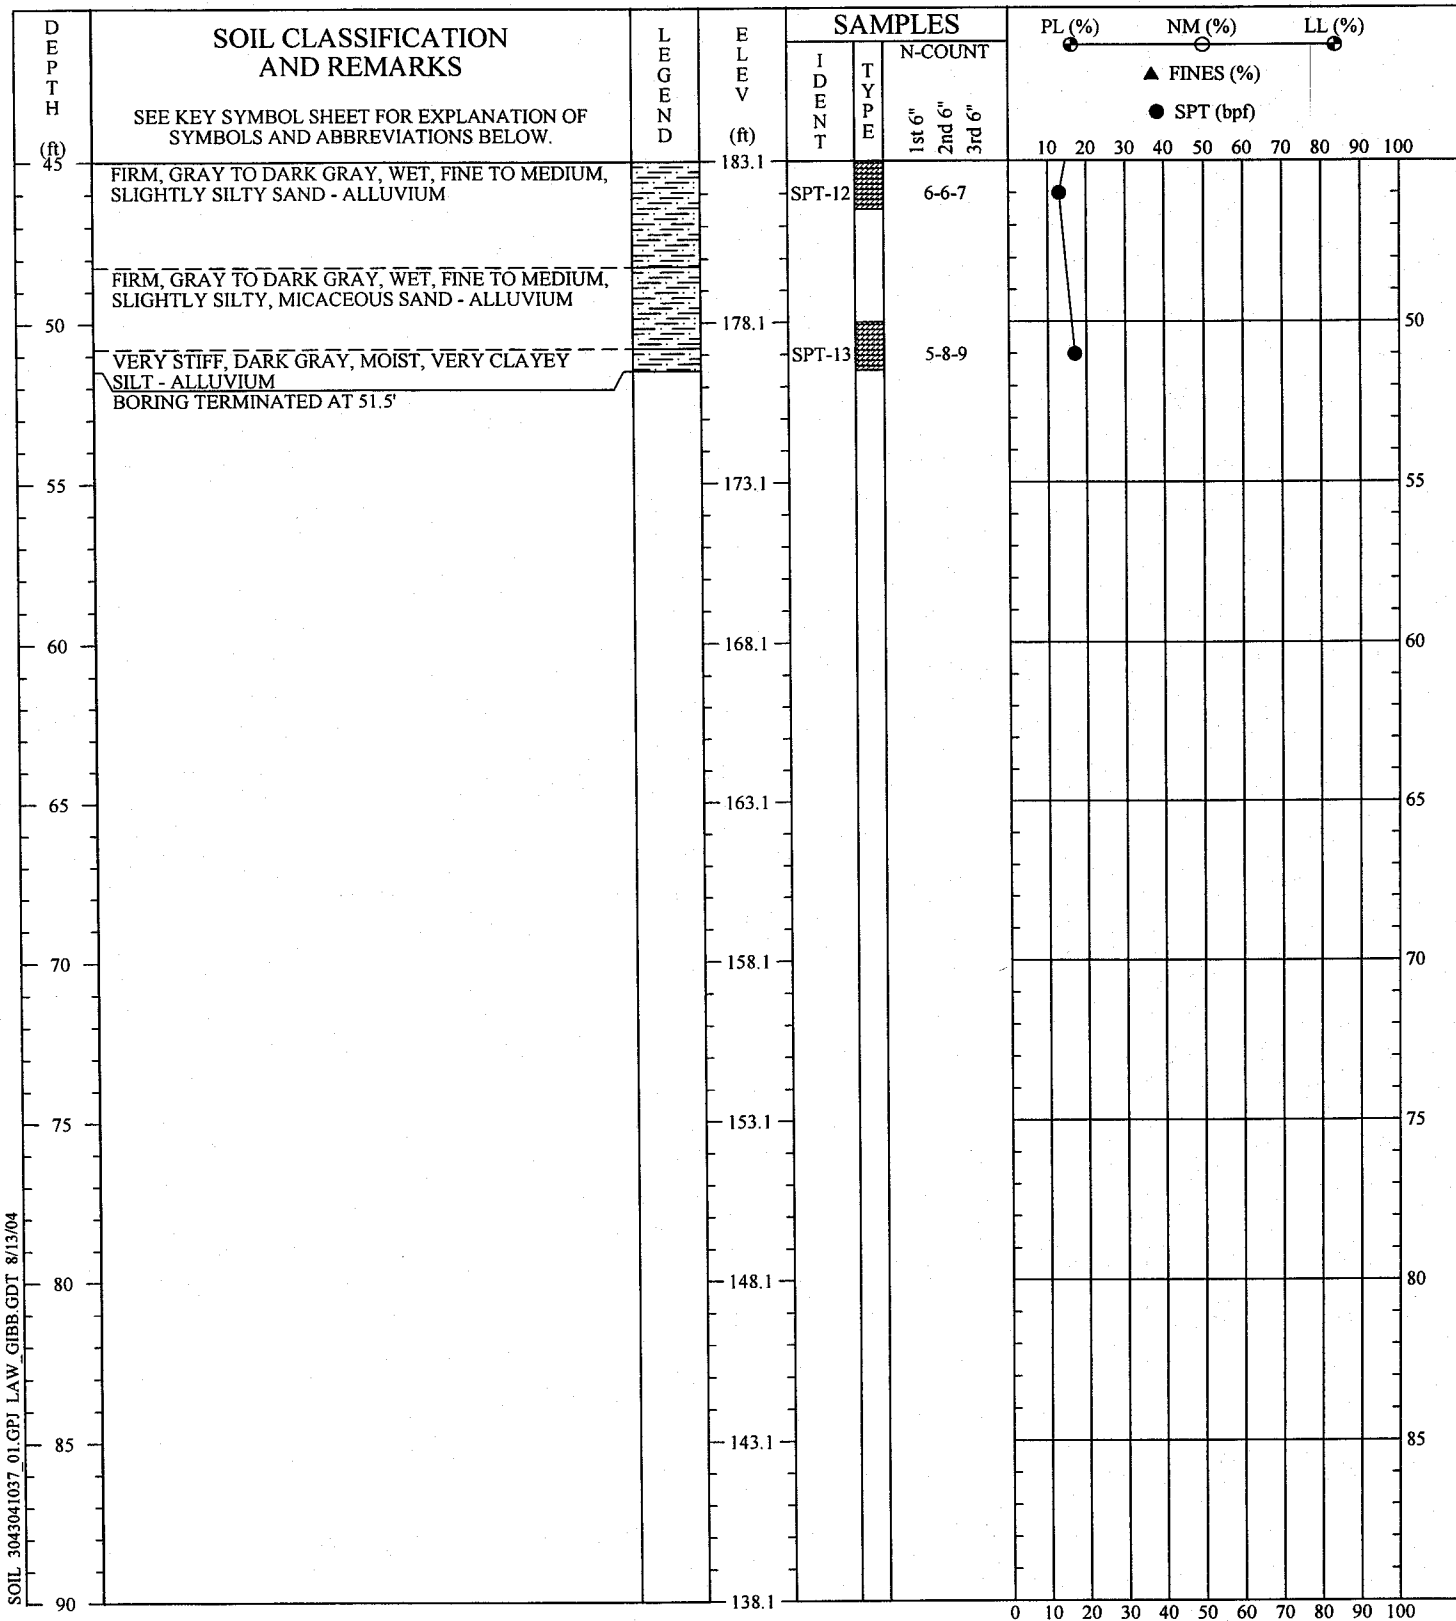 DEPTH
(ft)
SOIL CLASSIFICATION
AND REMARKS
SEE KEY SYMBOL SHEET FOR EXPLANATION OF
SYMBOLS AND ABBREVIATIONS BELOW.
LEGEND
ELEV
(ft)
SAMPLES
IDENT
TYPE
N-COUNT
1st 6"
2nd 6"
3rd 6"
PL (%) NM (%) LL (%)
▲ FINES (%)
● SPT (bpf)
10 20 30 40 50 60 70 80 90 100
45
183.1
FIRM, GRAY TO DARK GRAY, WET, FINE TO MEDIUM,
SLIGHTLY SILTY SAND - ALLUVIUM
SPT-12
6-6-7
FIRM, GRAY TO DARK GRAY, WET, FINE TO MEDIUM,
SLIGHTLY SILTY, MICACEOUS SAND - ALLUVIUM
50
178.1
50
VERY STIFF, DARK GRAY, MOIST, VERY CLAYEY
SILT - ALLUVIUM
SPT-13
5-8-9
BORING TERMINATED AT 51.5'
55
173.1
55
60
168.1
60
65
163.1
65
70
158.1
70
75
153.1
75
80
148.1
80
85
143.1
85
90
138.1
0 10 20 30 40 50 60 70 80 90 100
SOIL 3043041037_01.GPJ LAW_GIBB.GDT 8/13/04